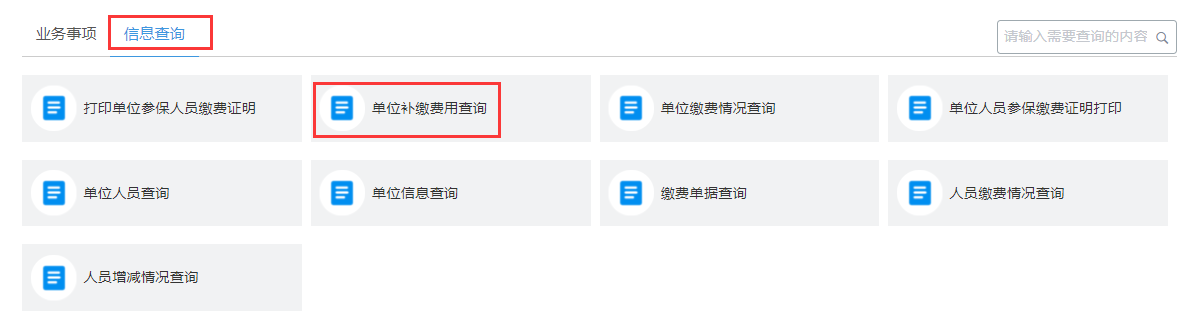 业务事项 信息查询 请输入需要查询的内容
打印单位参保人员缴费证明 单位补缴费用查询 单位缴费情况查询 单位人员参保缴费证明打印
单位人员查询 单位信息查询 缴费单据查询 人员缴费情况查询
人员增减情况查询